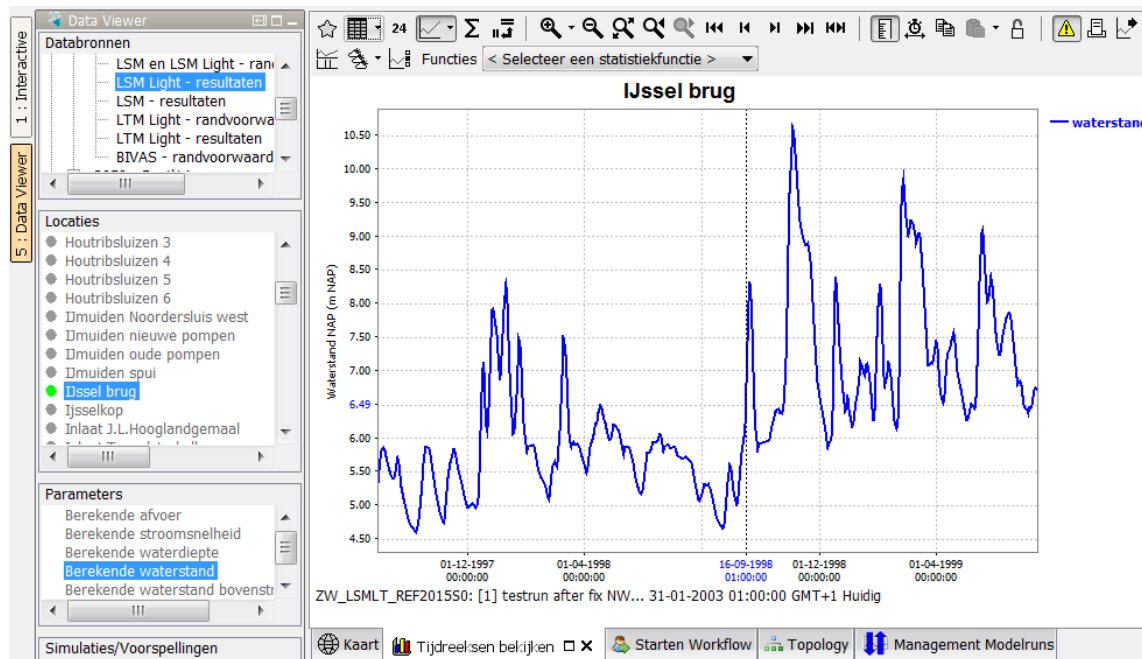 1 : Interactive
5 : Data Viewer
Data Viewer
Databronnen
LSM en LSM Light - ran
LSM Light - resultaten
LSM - resultaten
LTM Light - randvoorwa
LTM Light - resultaten
BIVAS - randvoorwaard
Locaties
Houtribsluizen 3
Houtribsluizen 4
Houtribsluizen 5
Houtribsluizen 6
IJmuiden Noordersluis west
IJmuiden nieuwe pompen
IJmuiden oude pompen
IJmuiden spui
IJssel brug
Ijsselkop
Inlaat J.L.Hooglandgemaal
Parameters
Berekende afvoer
Berekende stroomsnelheid
Berekende waterdiepte
Berekende waterstand
Berekende waterstand bovenstr
Simulaties/Voorspellingen
24
Functies < Selecteer een statistiekfunctie >
IJssel brug
waterstand
Waterstand NAP (m NAP)
10.50
10.00
9.50
9.00
8.50
8.00
7.50
7.00
6.49
6.00
5.50
5.00
4.50
01-12-1997 01-04-1998 16-09-1998 01-12-1998 01-04-1999
00:00:00 00:00:00 01:00:00 00:00:00 00:00:00
ZW_LSMLT_REF2015S0: [1] testrun after fix NW... 31-01-2003 01:00:00 GMT+1 Huidig
Kaart Tijdreeksen bekijken Starten Workflow Topology Management Modelruns